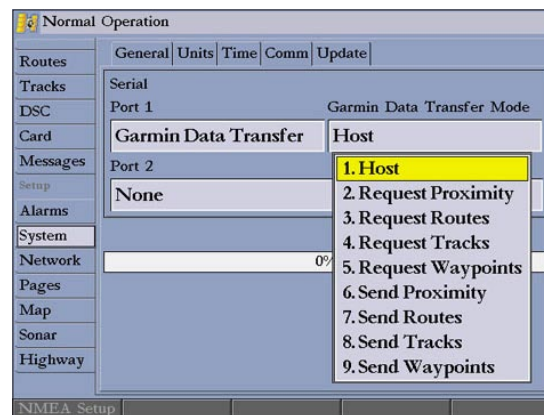 Normal Operation
General Units Time Comm Update
Routes
Tracks
DSC
Card
Messages
Setup
Alarms
System
Network
Pages
Map
Sonar
Highway
Serial
Port 1
Garmin Data Transfer
Garmin Data Transfer Mode
Host
Port 2
None
1. Host
2. Request Proximity
3. Request Routes
4. Request Tracks
5. Request Waypoints
6. Send Proximity
7. Send Routes
8. Send Tracks
9. Send Waypoints
0%
NMEA Setup